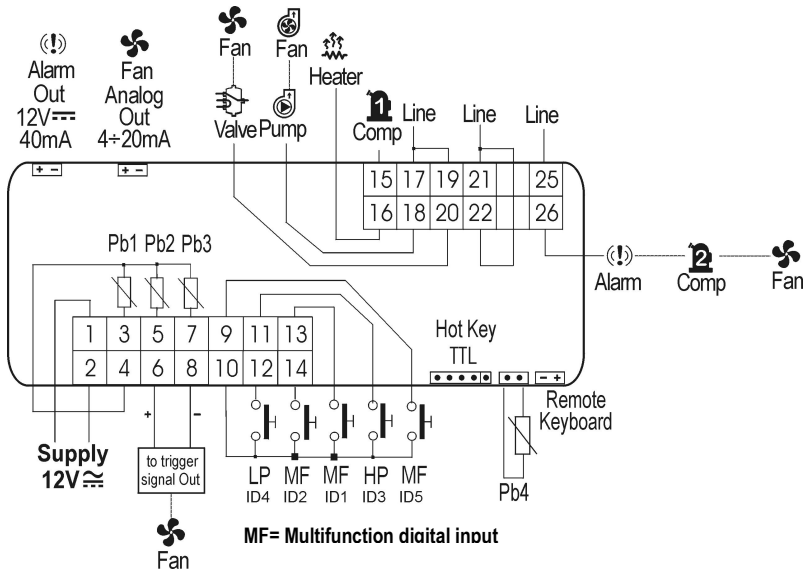 Alarm
Out
12V
40mA
Fan
Analog
Out
4÷20mA
Fan
Valve
Fan
Pump
Heater
1
Comp
Line
Line
Line
+ -
+ -
15 17 19 21 25
16 18 20 22 26
Pb1 Pb2 Pb3
Alarm
2
Comp
Fan
1 3 5 7 9 11 13
2 4 6 8 10 12 14
Hot Key
TTL
- +
Remote
Keyboard
+ -
Supply
12V
to trigger
signal Out
Fan
LP MF MF HP MF
ID4 ID2 ID1 ID3 ID5
Pb4
MF= Multifunction digital input